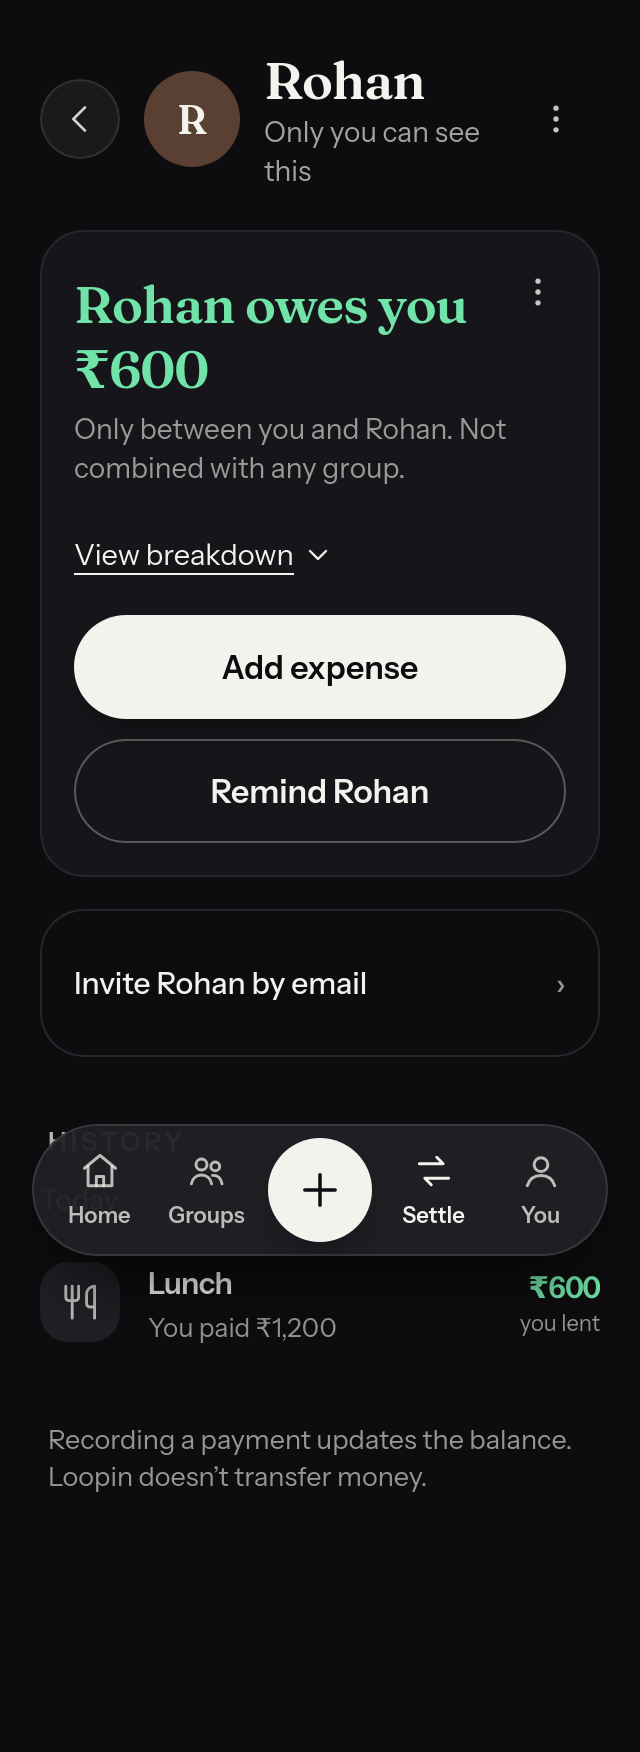 Rohan
R
Only you can see
this
Rohan owes you
₹600
Only between you and Rohan. Not
combined with any group.
View breakdown
Add expense
Remind Rohan
Invite Rohan by email
›
HISTORY
Today
Home
Groups
Settle
You
Lunch
₹600
You paid ₹1,200
you lent
Recording a payment updates the balance.
Loopin doesn’t transfer money.